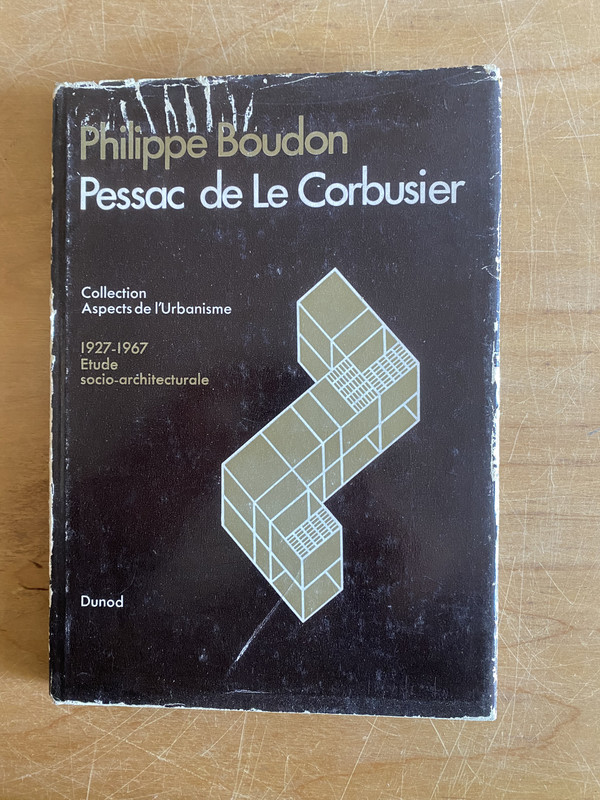 Philippe Boudon
Pessac de Le Corbusier
Collection
Aspects de l'Urbanisme
1927-1967
Etude
socio-architecturale
Dunod